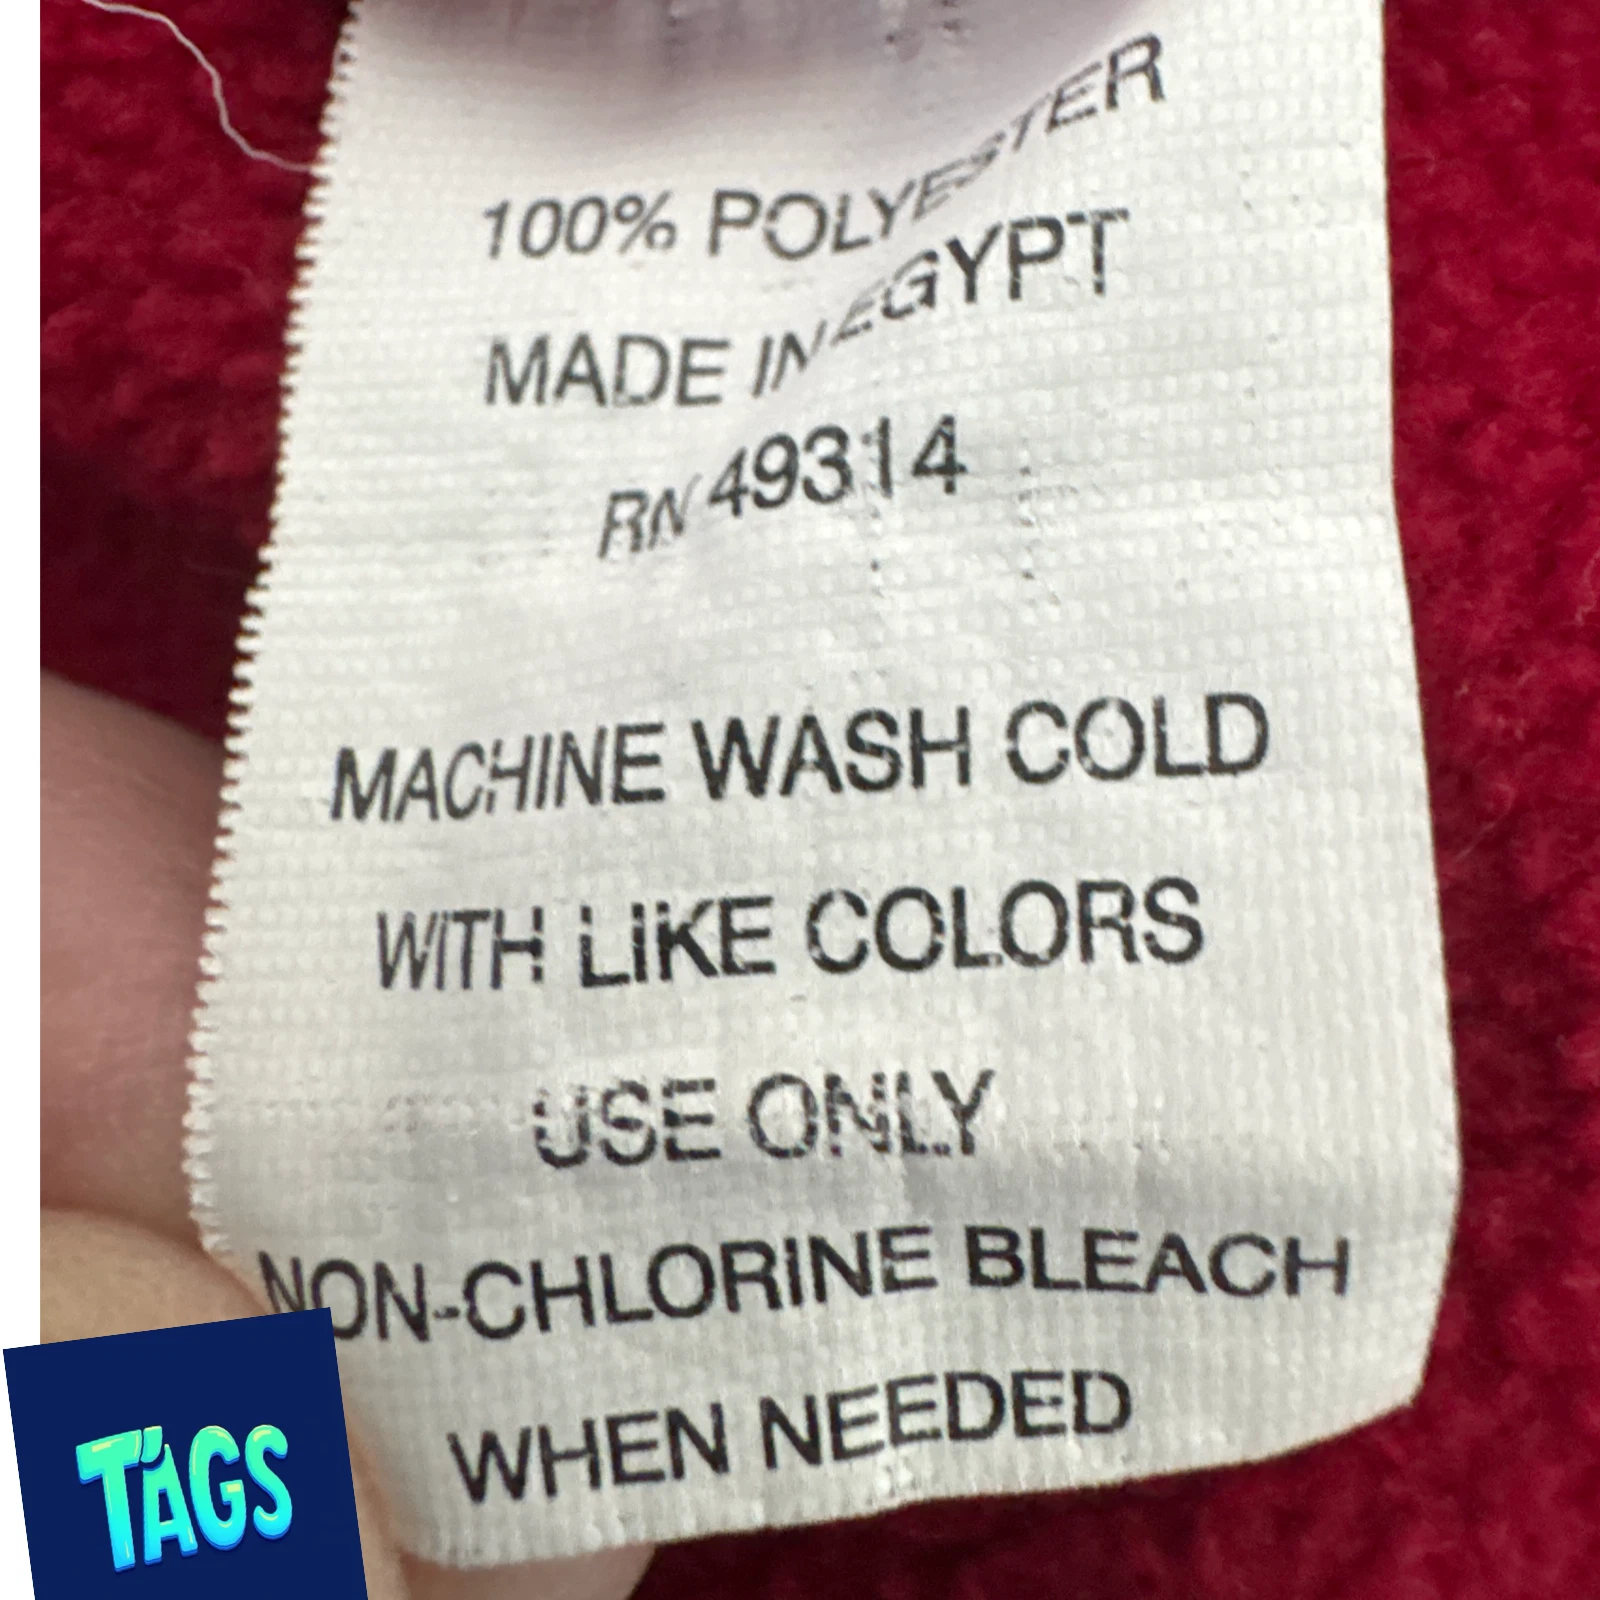 100% POLYESTER
MADE IN EGYPT
RN 49314
MACHINE WASH COLD
WITH LIKE COLORS
USE ONLY
NON-CHLORINE BLEACH
WHEN NEEDED
TAGS